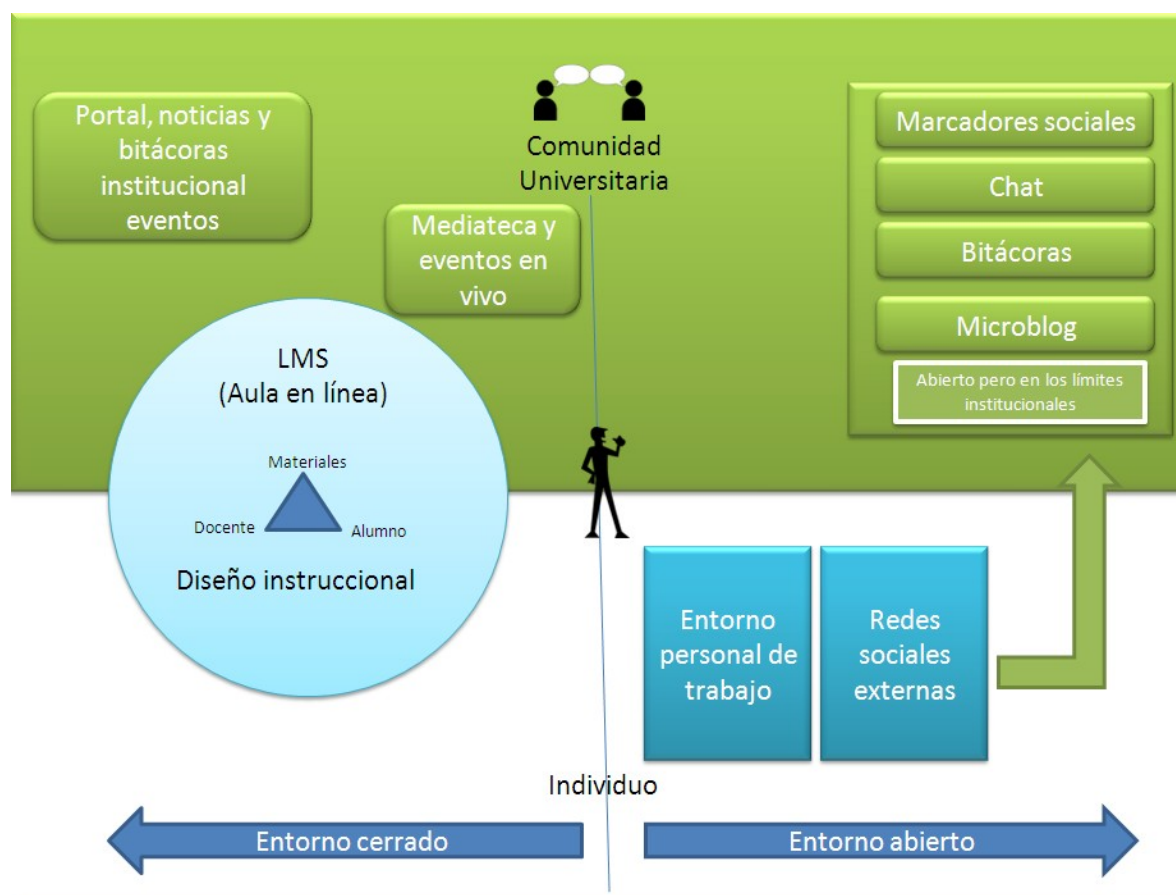 Portal, noticias y
bitácoras
institucional
eventos
Comunidad
Universitaria
Mediateca y
eventos en
vivo
Marcadores sociales
Chat
Bitácoras
Microblog
Abierto pero en los límites
institucionales
LMS
(Aula en línea)
Materiales
Docente
Alumno
Diseño instruccional
Entorno
personal de
trabajo
Redes
sociales
externas
Individuo
Entorno cerrado
Entorno abierto